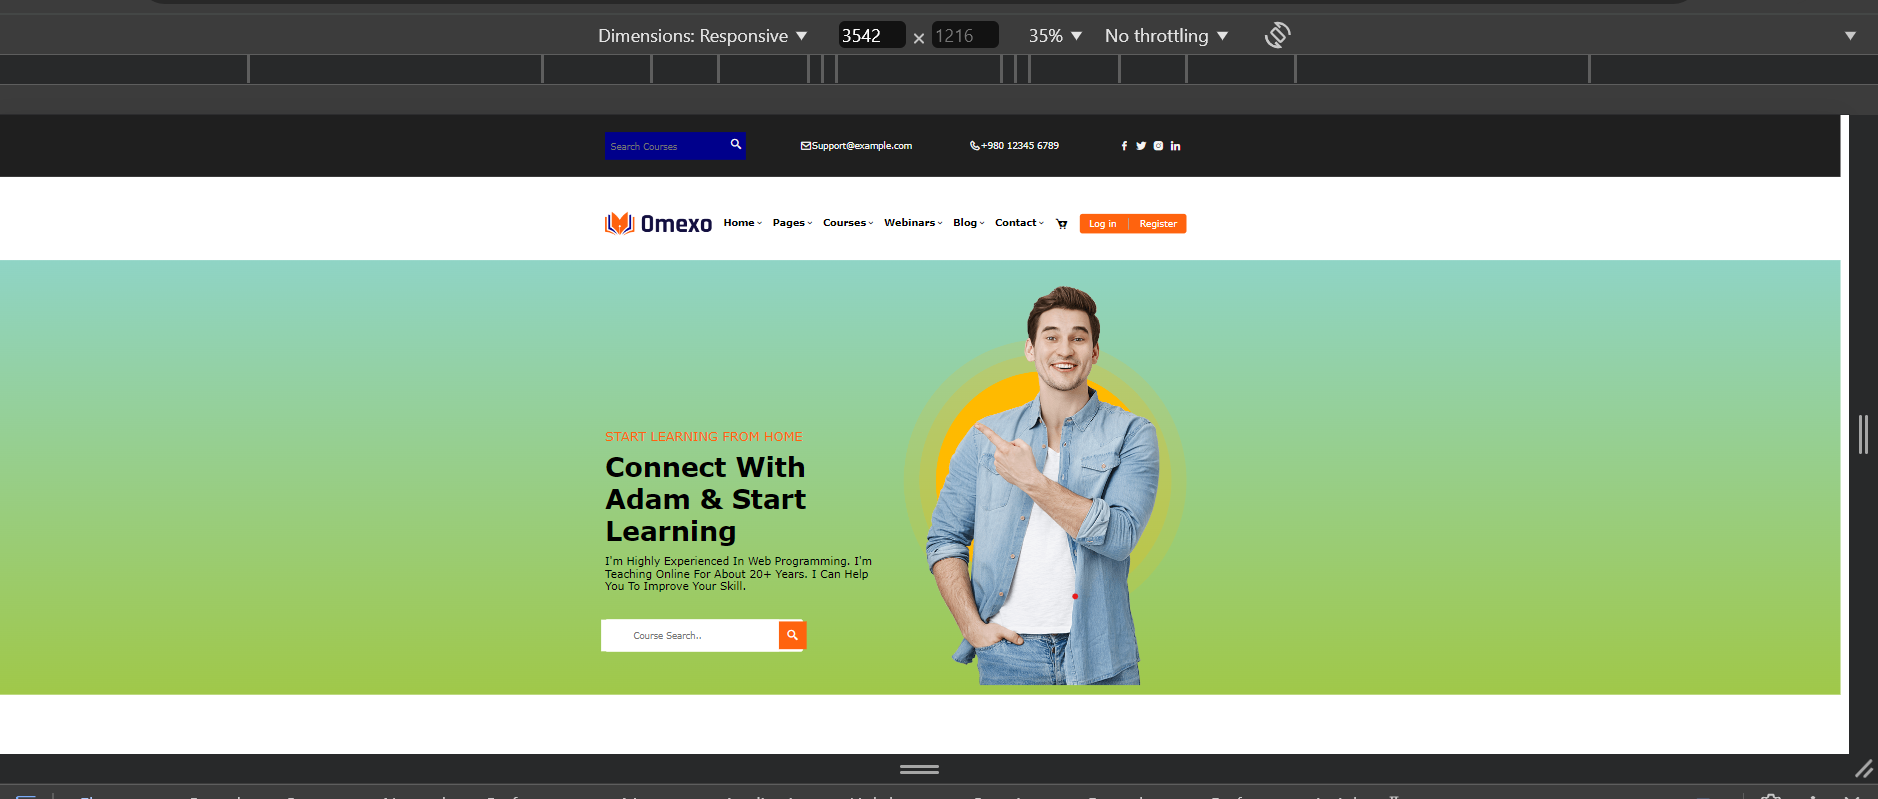 Dimensions: Responsive ▼ 3542 × 1216 35% ▼ No throttling ▼
Search Courses Support@example.com +980 12345 6789
Omexo Home Pages Courses Webinars Blog Contact Log in | Register
START LEARNING FROM HOME
Connect With
Adam & Start
Learning
I'm Highly Experienced In Web Programming. I'm
Teaching Online For About 20+ Years. I Can Help
You To Improve Your Skill.
Course Search..